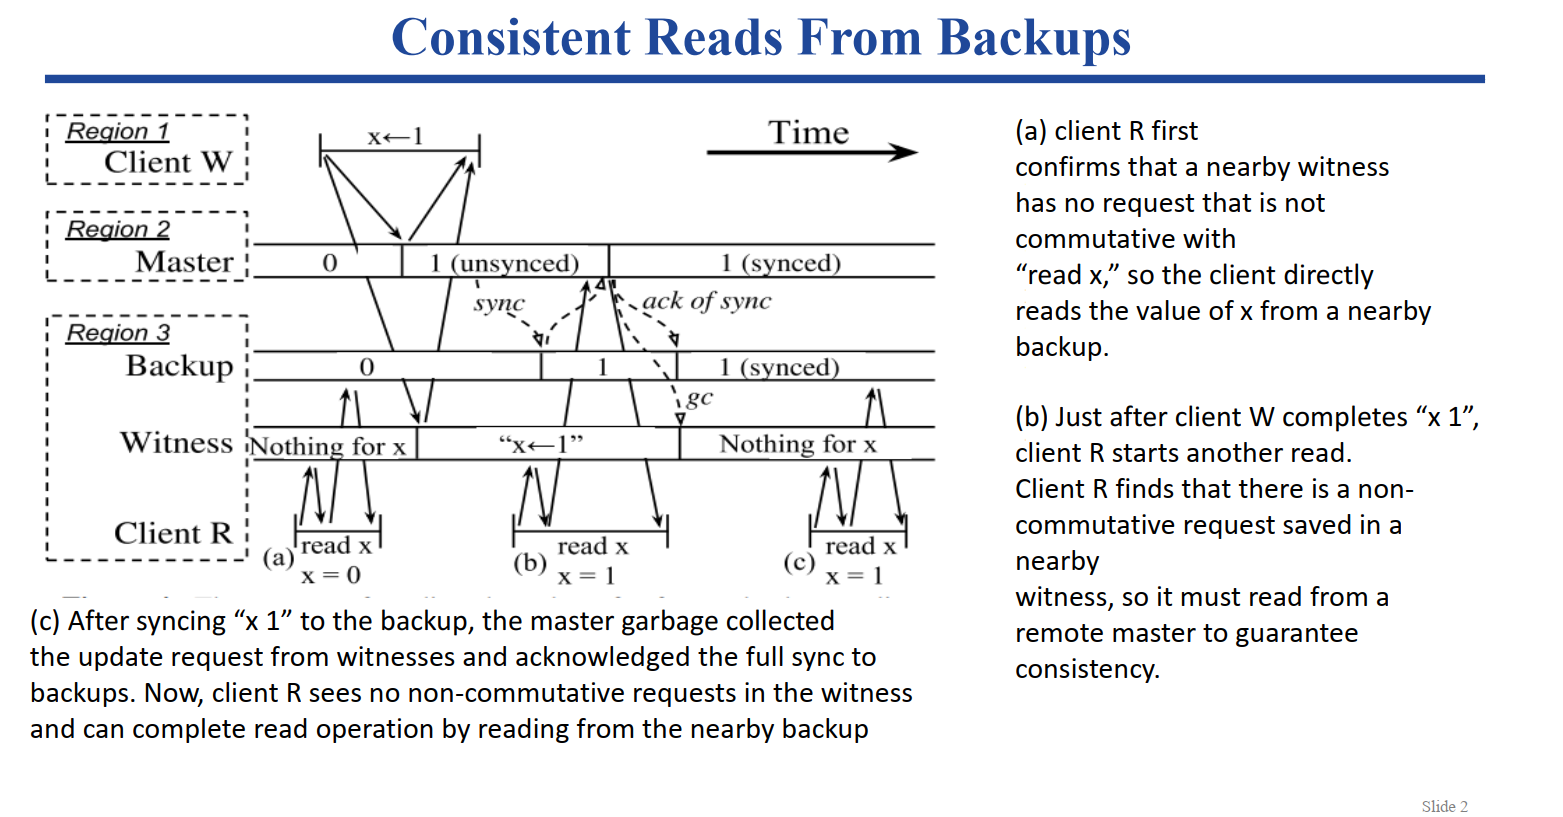 Consistent Reads From Backups
Region 1
Client W
x←1
Time
Region 2
Master
0
1 (unsynced)
1 (synced)
sync
ack of sync
Region 3
Backup
0
1
1 (synced)
gc
Witness
Nothing for x
“x←1”
Nothing for x
Client R
(a)
read x
x = 0
(b)
read x
x = 1
(c)
read x
x = 1
(a) client R first
confirms that a nearby witness
has no request that is not
commutative with
“read x,” so the client directly
reads the value of x from a nearby
backup.
(b) Just after client W completes “x 1”,
client R starts another read.
Client R finds that there is a non-
commutative request saved in a
nearby
witness, so it must read from a
remote master to guarantee
consistency.
(c) After syncing “x 1” to the backup, the master garbage collected
the update request from witnesses and acknowledged the full sync to
backups. Now, client R sees no non-commutative requests in the witness
and can complete read operation by reading from the nearby backup
Slide 2